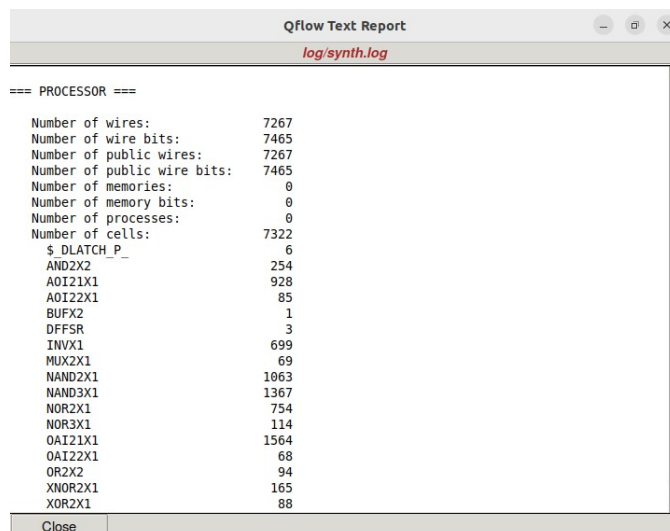 Qflow Text Report
log/synth.log
=== PROCESSOR ===
Number of wires: 7267
Number of wire bits: 7465
Number of public wires: 7267
Number of public wire bits: 7465
Number of memories: 0
Number of memory bits: 0
Number of processes: 0
Number of cells: 7322
$_DLATCH_P_ 6
AND2X2 254
AOI21X1 928
AOI22X1 85
BUFX2 1
DFFSR 3
INVX1 699
MUX2X1 69
NAND2X1 1063
NAND3X1 1367
NOR2X1 754
NOR3X1 114
OAI21X1 1564
OAI22X1 68
OR2X2 94
XNOR2X1 165
XOR2X1 88
Close